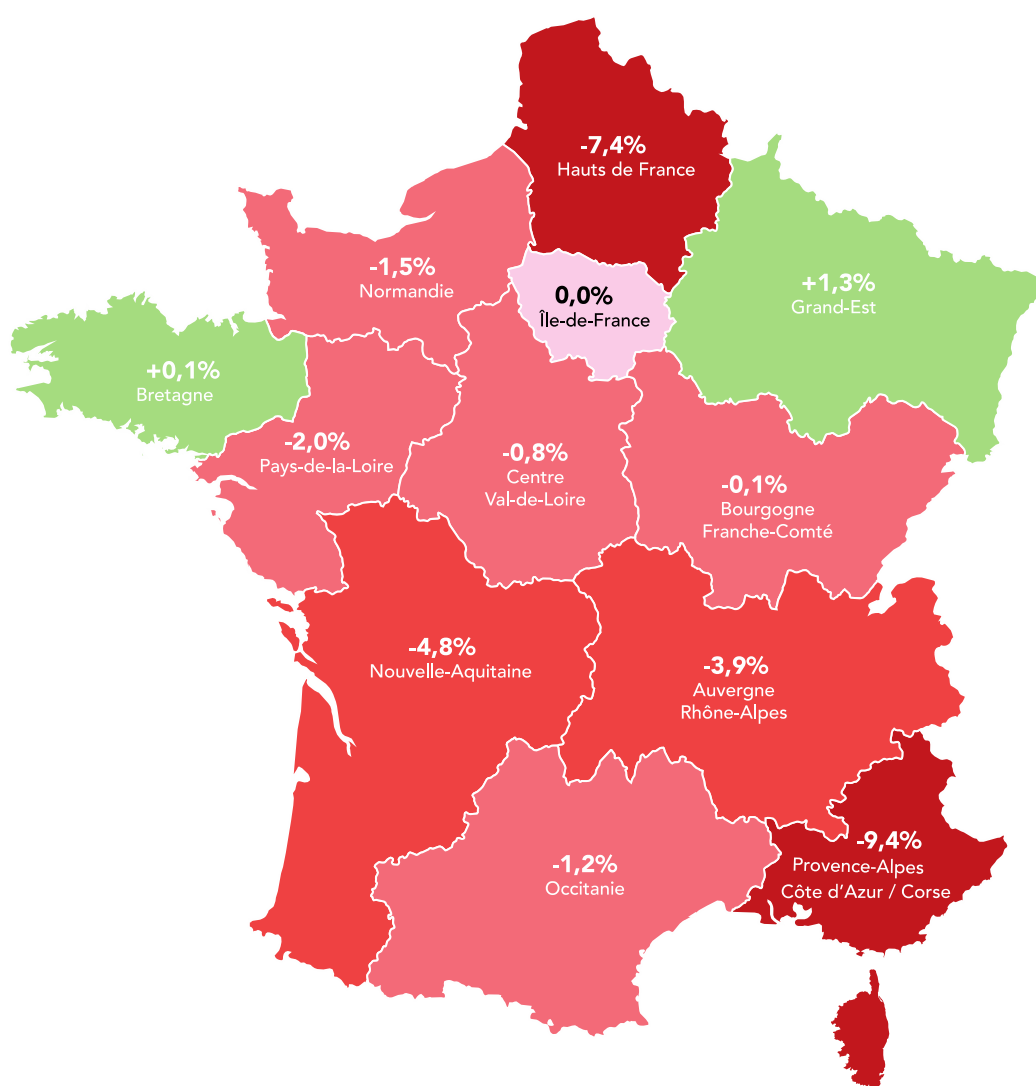 -7,4%
Hauts de France
-1,5%
Normandie
0,0%
Île-de-France
+1,3%
Grand-Est
+0,1%
Bretagne
-2,0%
Pays-de-la-Loire
-0,8%
Centre
Val-de-Loire
-0,1%
Bourgogne
Franche-Comté
-4,8%
Nouvelle-Aquitaine
-3,9%
Auvergne
Rhône-Alpes
-1,2%
Occitanie
-9,4%
Provence-Alpes
Côte d'Azur / Corse